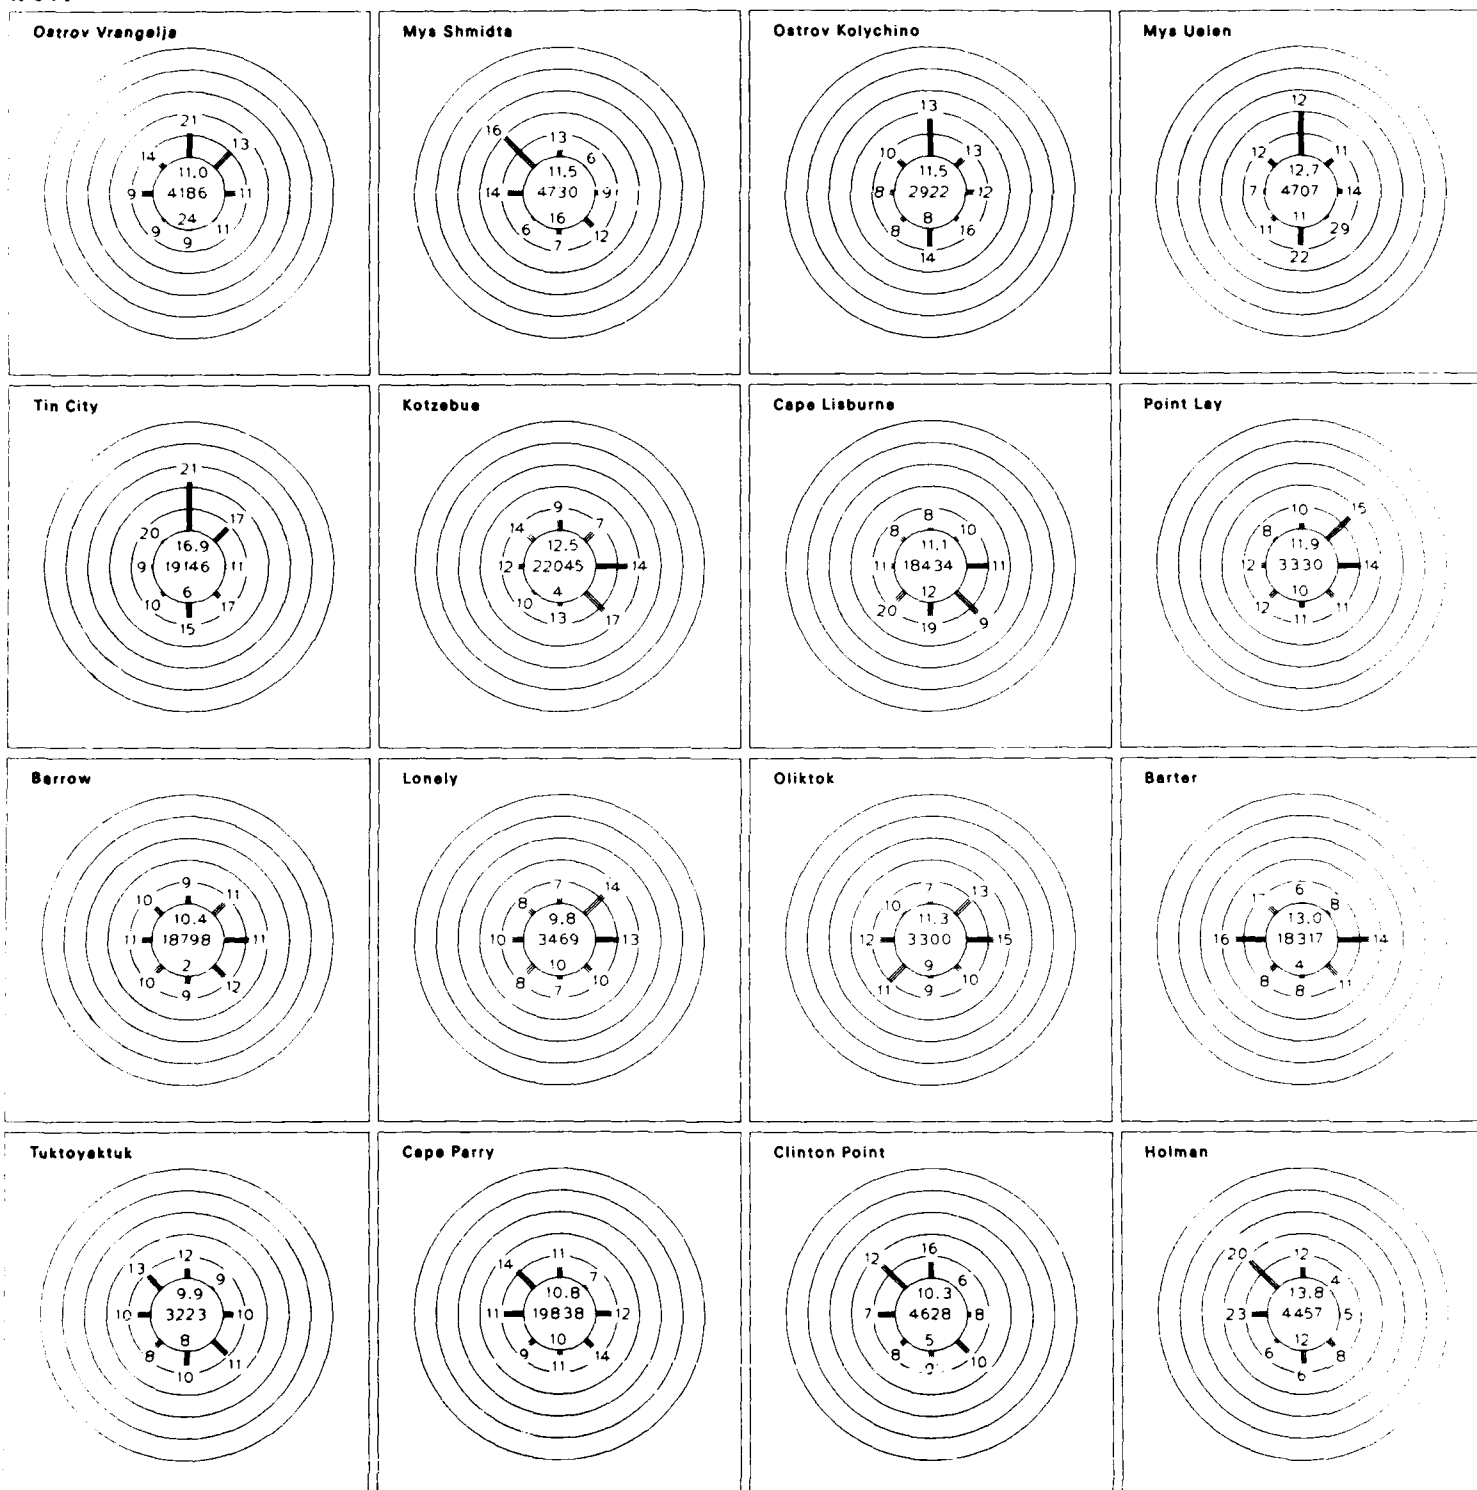 Ostrov Vrangelja
21
14 13
11.0
9 4186 11
24
9 11
9
Mys Shmidta
16 13 6
11.5
14 4730 9
16
6 12
7
Ostrov Kolychino
13
10 13
11.5
8 2922 12
8
8 16
14
Mys Uelen
12
12 11
12.7
7 4707 14
11
11 29
22
Tin City
21
20 17
16.9
9 19146 11
6
10 17
15
Kotzebue
9
14 7
12.5
12 22045 14
4
10 17
13
Cape Lisburne
8
8 10
11.1
11 18434 11
12
20 9
19
Point Lay
10
8 15
11.9
12 3330 14
10
12 11
11
Barrow
9
10 11
10.4
11 18798 11
2
10 12
9
Lonely
7
8 14
9.8
10 3469 13
10
8 10
7
Oliktok
7
10 13
11.3
12 3300 15
9
11 10
9
Barter
6
17 8
13.0
16 18317 14
4
8 11
8
Tuktoyaktuk
12
13 9
9.9
10 3223 10
8
8 11
10
Cape Parry
11
14 7
10.8
11 19838 12
10
9 14
11
Clinton Point
16
12 6
10.3
7 4628 8
5
8 10
9
Holman
12
20 4
13.8
23 4457 5
12
6 8
6